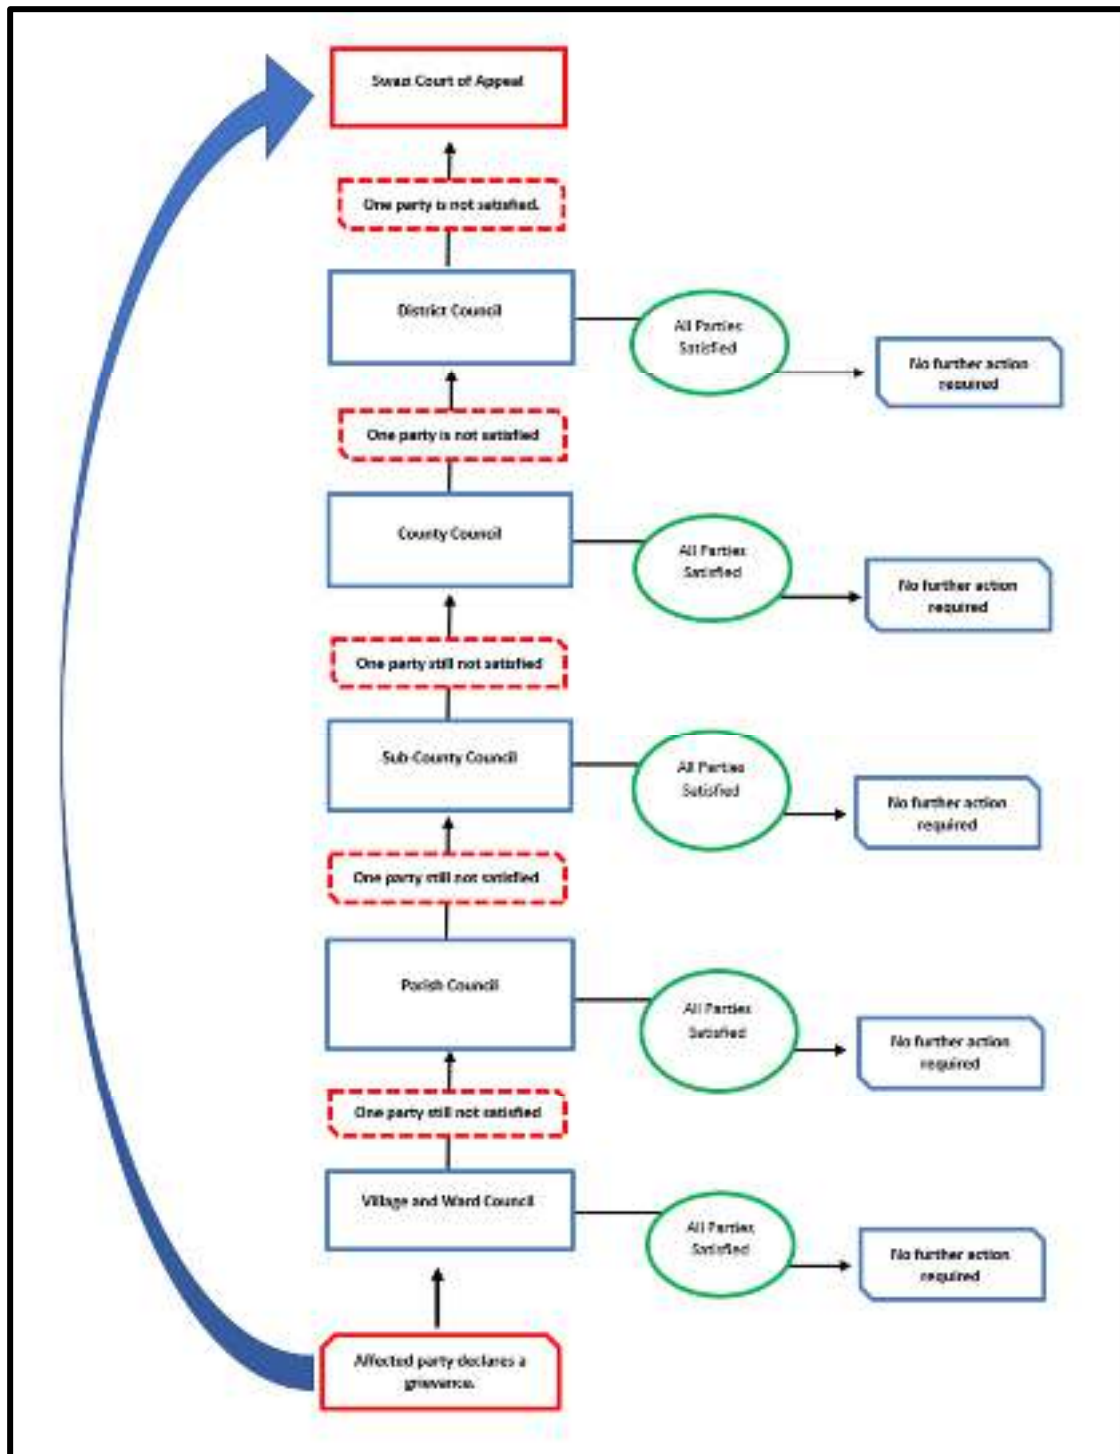 Swazi Court of Appeal
One party is not satisfied.
District Council
All Parties
Satisfied
No further action
required
One party is not satisfied
County Council
All Parties
Satisfied
No further action
required
One party still not satisfied
Sub-County Council
All Parties
Satisfied
No further action
required
One party still not satisfied
Parish Council
All Parties
Satisfied
No further action
required
One party still not satisfied
Village and Ward Council
All Parties
Satisfied
No further action
required
Affected party declares a
grievance.